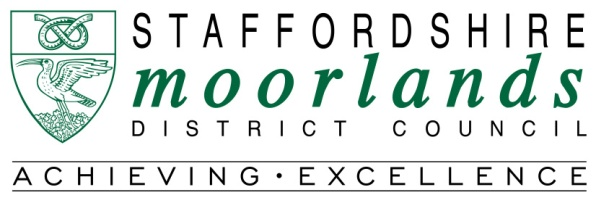 STAFFORDSHIRE
moorlands
DISTRICT COUNCIL
ACHIEVING · EXCELLENCE